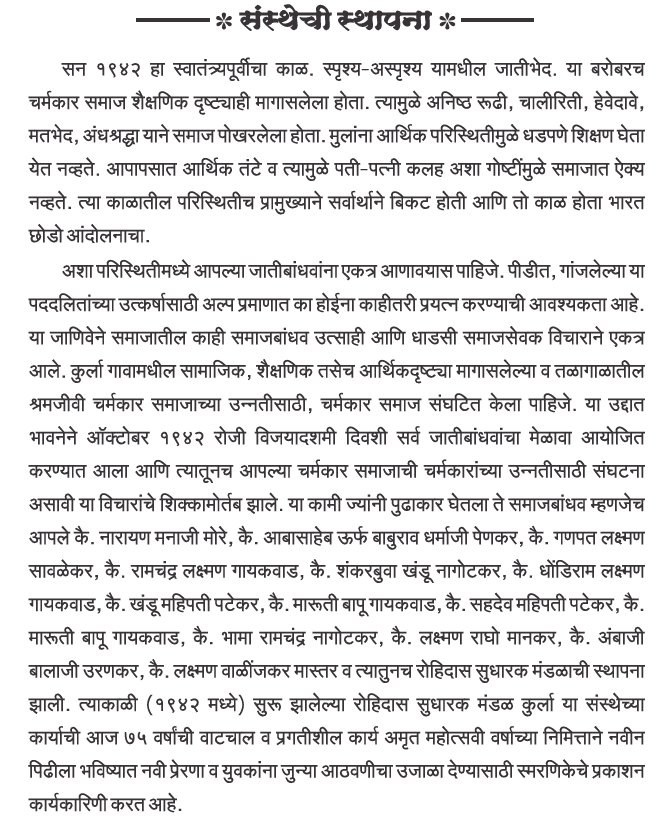 संस्थेची स्थापना
सन १९४२ हा स्वातंत्र्यपूर्वीचा काळ. स्पृश्य-अस्पृश्य यामधील जातीभेद. या बरोबरच
चर्मकार समाज शैक्षणिक दृष्ट्याही मागासलेला होता. त्यामुळे अनिष्ठ रूढी, चालीरिती, हेवेदावे,
मतभेद, अंधश्रद्धा याने समाज पोखरलेला होता. मुलांना आर्थिक परिस्थितीमुळे धडपणे शिक्षण घेता
येत नव्हते. आपापसात आर्थिक तंटे व त्यामुळे पती-पत्नी कलह अशा गोष्टींमुळे समाजात ऐक्य
नव्हते. त्या काळातील परिस्थितीच प्रामुख्याने सर्वार्थाने बिकट होती आणि तो काळ होता भारत
छोडो आंदोलनाचा.
अशा परिस्थितीमध्ये आपल्या जातीबांधवांना एकत्र आणावयास पाहिजे. पीडीत, गांजलेल्या या
पददलितांच्या उत्कर्षासाठी अल्प प्रमाणात का होईना काहीतरी प्रयत्न करण्याची आवश्यकता आहे.
या जाणिवेने समाजातील काही समाजबांधव उत्साही आणि धाडसी समाजसेवक विचाराने एकत्र
आले. कुर्ला गावामधील सामाजिक, शैक्षणिक तसेच आर्थिकदृष्ट्या मागासलेल्या व तळागाळातील
श्रमजीवी चर्मकार समाजाच्या उन्नतीसाठी, चर्मकार समाज संघटित केला पाहिजे. या उद्दात
भावनेने ऑक्टोबर १९४२ रोजी विजयादशमी दिवशी सर्व जातीबांधवांचा मेळावा आयोजित
करण्यात आला आणि त्यातूनच आपल्या चर्मकार समाजाची चर्मकारांच्या उन्नतीसाठी संघटना
असावी या विचारांचे शिक्कामोर्तब झाले. या कामी ज्यांनी पुढाकार घेतला ते समाजबांधव म्हणजेच
आपले कै. नारायण मनाजी मोरे, कै. आबासाहेब ऊर्फ बाबुराव धर्माजी पेणकर, कै. गणपत लक्ष्मण
सावळेकर, कै. रामचंद्र लक्ष्मण गायकवाड, कै. शंकरबुवा खंडू नागोटकर, कै. धोंडिराम लक्ष्मण
गायकवाड, कै. खंडू महिपती पटेकर, कै. मारूती बापू गायकवाड, कै. सहदेव महिपती पटेकर, कै.
मारूती बापू गायकवाड, कै. भामा रामचंद्र नागोटकर, कै. लक्ष्मण राघो मानकर, कै. अंबाजी
बालाजी उरणकर, कै. लक्ष्मण वाळींजकर मास्तर व त्यातुनच रोहिदास सुधारक मंडळाची स्थापना
झाली. त्याकाळी (१९४२ मध्ये) सुरू झालेल्या रोहिदास सुधारक मंडळ कुर्ला या संस्थेच्या
कार्याची आज ७५ वर्षांची वाटचाल व प्रगतीशील कार्य अमृत महोत्सवी वर्षाच्या निमित्ताने नवीन
पिढीला भविष्यात नवी प्रेरणा व युवकांना जुन्या आठवणीचा उजाळा देण्यासाठी स्मरणिकेचे प्रकाशन
कार्यकारिणी करत आहे.